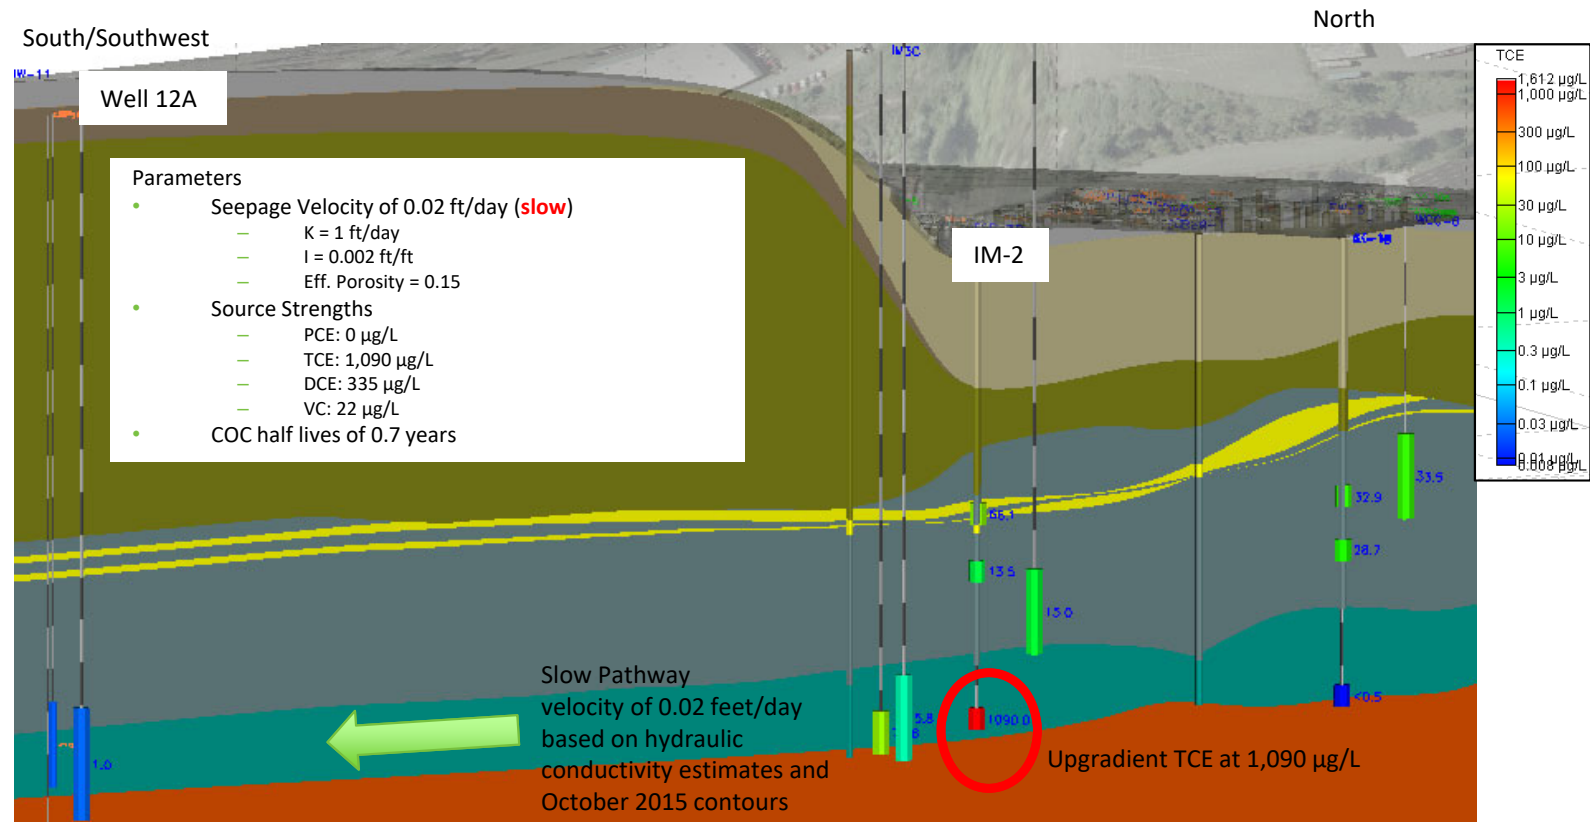 North
South/Southwest
TCE
1,612 µg/L
1,000 µg/L
300 µg/L
100 µg/L
30 µg/L
10 µg/L
3 µg/L
1 µg/L
0.3 µg/L
0.1 µg/L
0.03 µg/L
0.01 µg/L
0.008 µg/L
Well 12A
Parameters
• Seepage Velocity of 0.02 ft/day (slow)
– K = 1 ft/day
– I = 0.002 ft/ft
– Eff. Porosity = 0.15
• Source Strengths
– PCE: 0 µg/L
– TCE: 1,090 µg/L
– DCE: 335 µg/L
– VC: 22 µg/L
• COC half lives of 0.7 years
IM-2
33.5
32.9
28.7
13.5
15.0
<0.5
1090.0
5.8
1.0
Slow Pathway
velocity of 0.02 feet/day
based on hydraulic
conductivity estimates and
October 2015 contours
Upgradient TCE at 1,090 µg/L